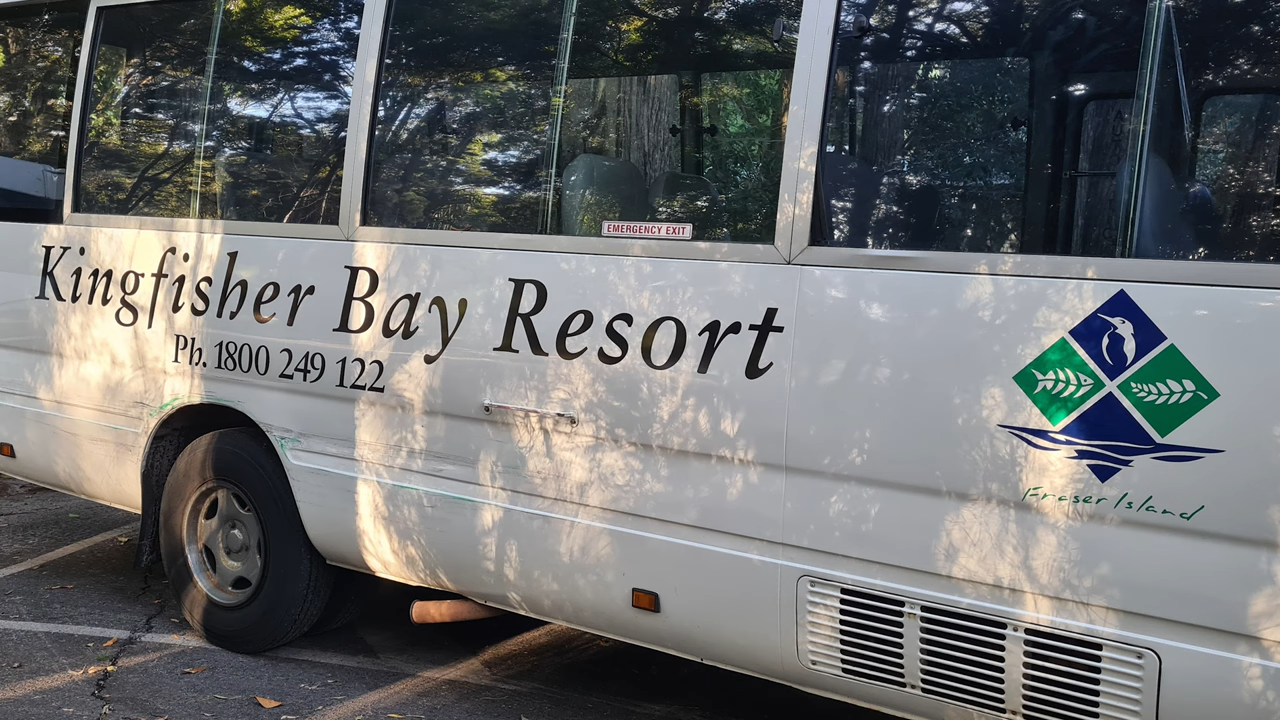 EMERGENCY EXIT
Kingfisher Bay Resort
Ph. 1800 249 122
Fraser Island